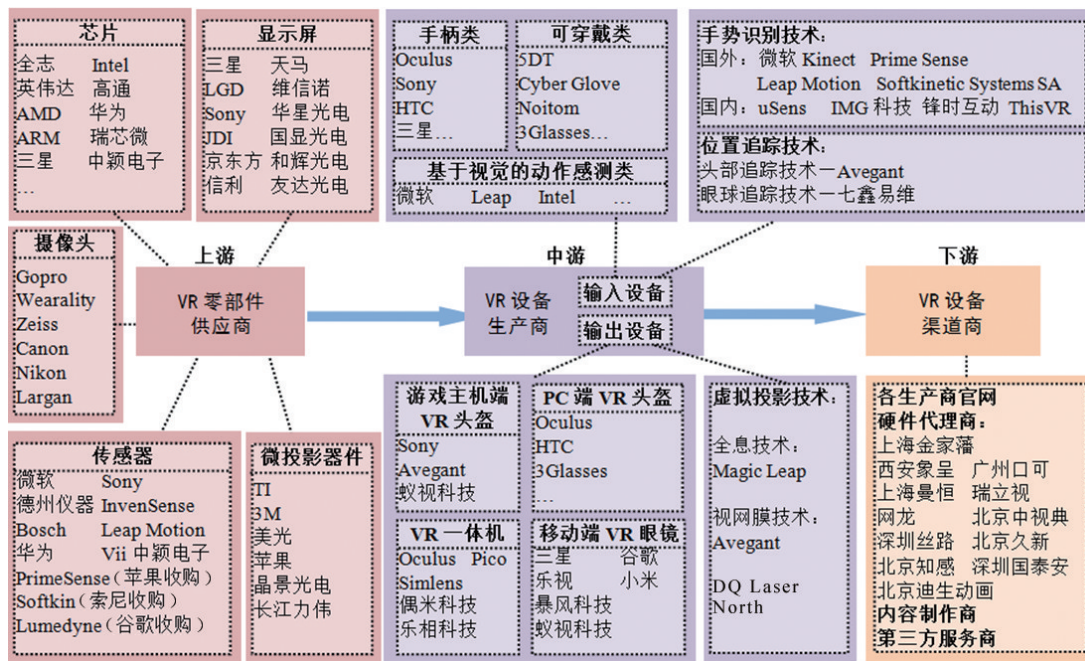 芯片
全志 Intel
英伟达 高通
AMD 华为
ARM 瑞芯微
三星 中颖电子
…
显示屏
三星 天马
LGD 维信诺
Sony 华星光电
JDI 国显光电
京东方 和辉光电
信利 友达光电
手柄类
Oculus
Sony
HTC
三星…
可穿戴类
5DT
Cyber Glove
Noitom
3Glasses…
基于视觉的动作感测类
微软 Leap Intel …
手势识别技术：
国外：微软 Kinect Prime Sense
Leap Motion Softkinetic Systems SA
国内：uSens IMG 科技 锋时互动 ThisVR
位置追踪技术：
头部追踪技术—Avegant
眼球追踪技术—七鑫易维
摄像头
Gopro
Wearality
Zeiss
Canon
Nikon
Largan
上游
VR 零部件
供应商
中游
VR 设备
生产商
输入设备
输出设备
下游
VR 设备
渠道商
传感器
微软 Sony
德州仪器 InvenSense
Bosch Leap Motion
华为 Vii 中颖电子
PrimeSense（苹果收购）
Softkin（索尼收购）
Lumedyne（谷歌收购）
微投影器件
TI
3M
美光
苹果
晶景光电
长江力伟
游戏主机端
VR 头盔
Sony
Avegant
蚁视科技
PC 端 VR 头盔
Oculus
HTC
3Glasses
…
VR 一体机
Oculus Pico
Simlens
偶米科技
乐相科技
移动端 VR 眼镜
三星 谷歌
乐视 小米
暴风科技
蚁视科技
虚拟投影技术：
全息技术：
Magic Leap
视网膜技术：
Avegant
DQ Laser
North
各生产商官网
硬件代理商：
上海金家藩
西安象呈 广州口可
上海曼恒 瑞立视
网龙 北京中视典
深圳丝路 北京久新
北京知感 深圳国泰安
北京迪生动画
内容制作商
第三方服务商